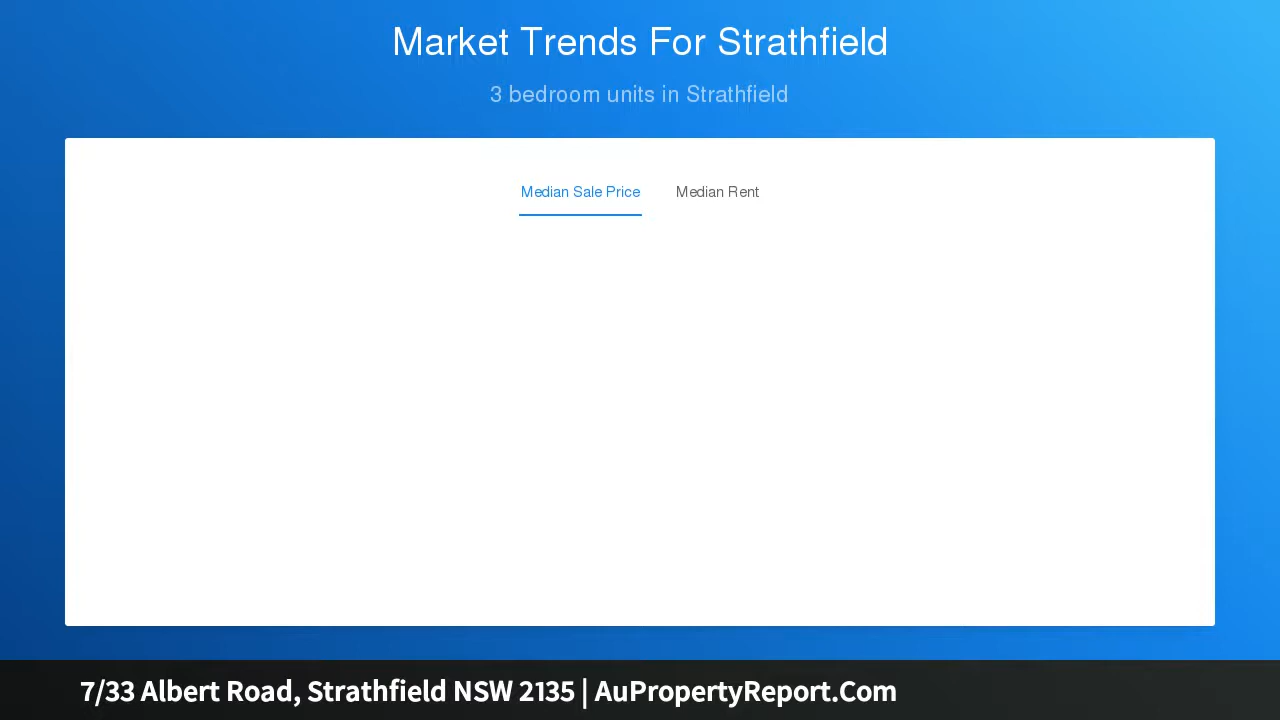 Market Trends For Strathfield
3 bedroom units in Strathfield
Median Sale Price Median Rent
7/33 Albert Road, Strathfield NSW 2135 | AuPropertyReport.Com